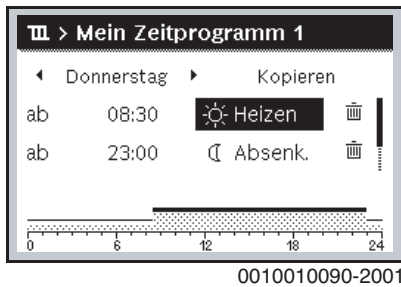 > Mein Zeitprogramm 1
Donnerstag Kopieren
ab 08:30 Heizen
ab 23:00 Absenk.
0 6 12 18 24
0010010090-2001